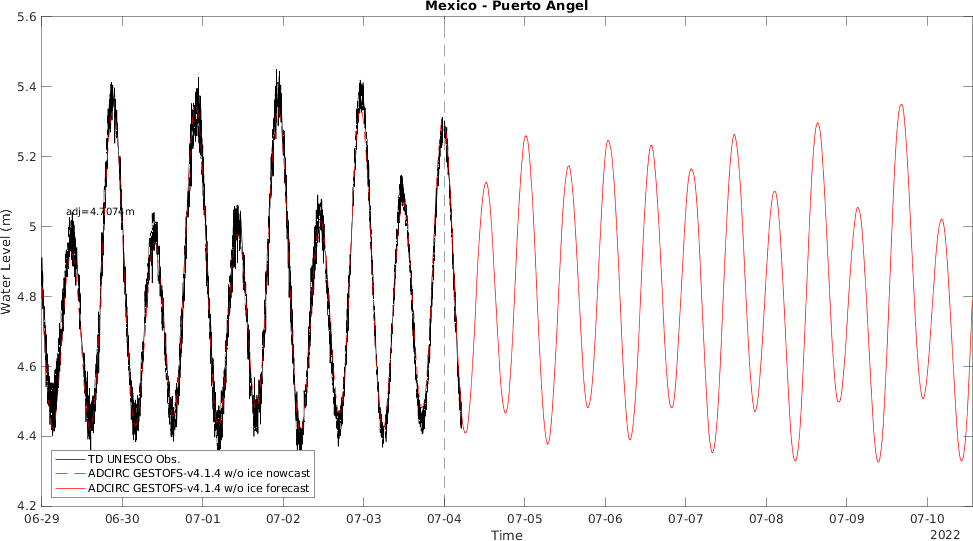 Mexico - Puerto Angel
5.6
5.4
5.2
5
4.8
4.6
4.4
4.2
Water Level (m)
adj=4.7074m
TD UNESCO Obs.
ADCIRC GESTOFS-v4.1.4 w/o ice nowcast
ADCIRC GESTOFS-v4.1.4 w/o ice forecast
06-29 06-30 07-01 07-02 07-03 07-04 07-05 07-06 07-07 07-08 07-09 07-10
Time
2022